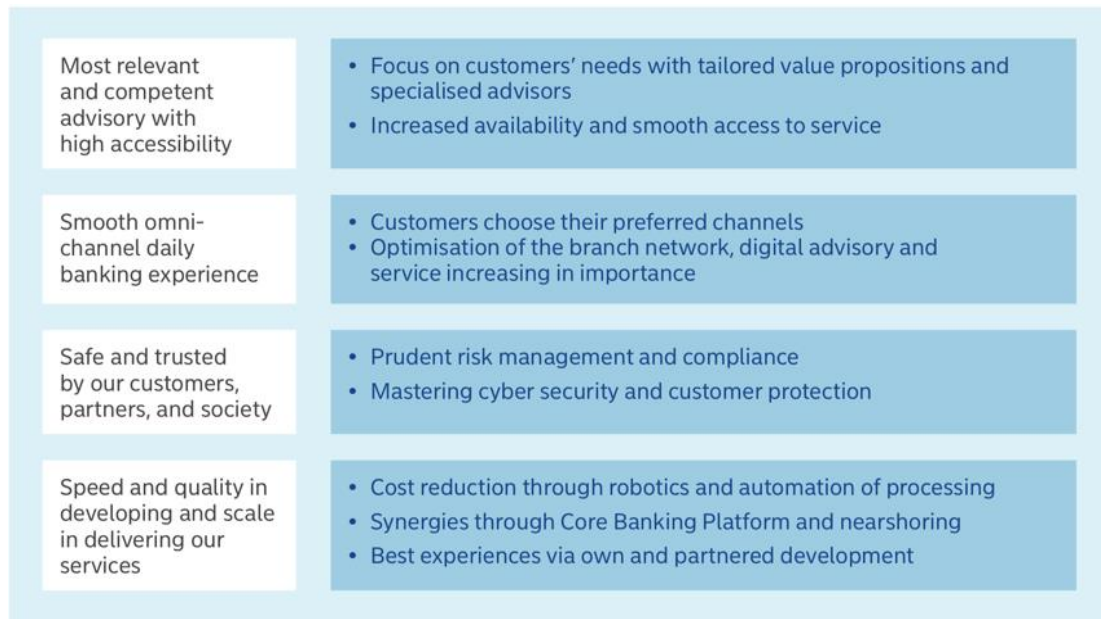 Most relevant
and competent
advisory with
high accessibility
• Focus on customers’ needs with tailored value propositions and
specialised advisors
• Increased availability and smooth access to service
Smooth omni-
channel daily
banking experience
• Customers choose their preferred channels
• Optimisation of the branch network, digital advisory and
service increasing in importance
Safe and trusted
by our customers,
partners, and society
• Prudent risk management and compliance
• Mastering cyber security and customer protection
Speed and quality in
developing and scale
in delivering our
services
• Cost reduction through robotics and automation of processing
• Synergies through Core Banking Platform and nearshoring
• Best experiences via own and partnered development